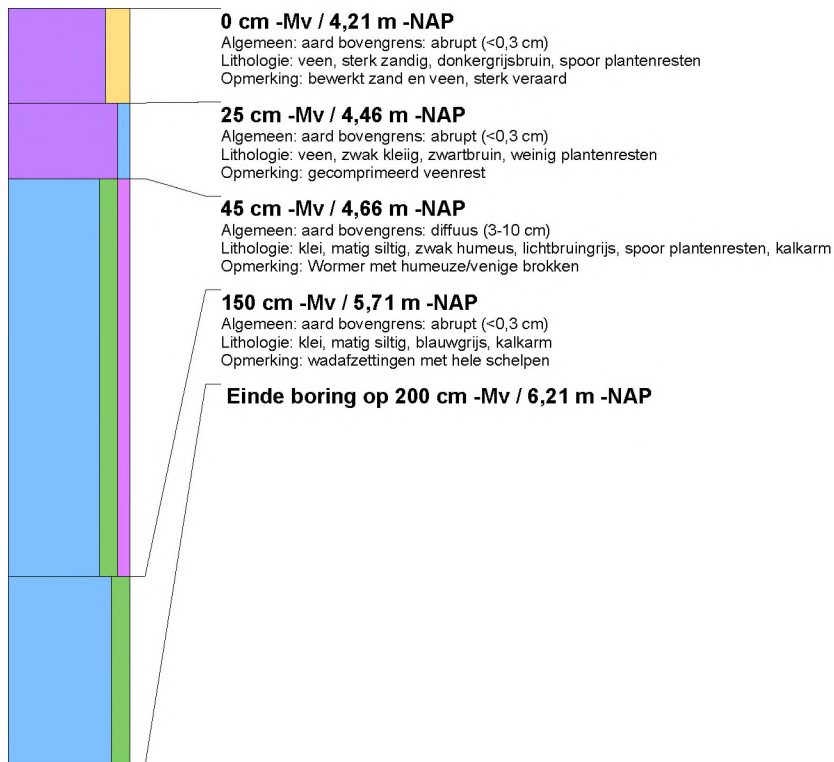 0 cm -Mv / 4,21 m -NAP
Algemeen: aard bovengrens: abrupt (<0,3 cm)
Lithologie: veen, sterk zandig, donkergrijsbruin, spoor plantenresten
Opmerking: bewerkt zand en veen, sterk veraard
25 cm -Mv / 4,46 m -NAP
Algemeen: aard bovengrens: abrupt (<0,3 cm)
Lithologie: veen, zwak kleiig, zwartbruin, weinig plantenresten
Opmerking: gecomprimeerd veenrest
45 cm -Mv / 4,66 m -NAP
Algemeen: aard bovengrens: diffuus (3-10 cm)
Lithologie: klei, matig siltig, zwak humeus, lichtbruingrijs, spoor plantenresten, kalkarm
Opmerking: Wormer met humeuze/venige brokken
150 cm -Mv / 5,71 m -NAP
Algemeen: aard bovengrens: abrupt (<0,3 cm)
Lithologie: klei, matig siltig, blauwgrijs, kalkarm
Opmerking: wadafzettingen met hele schelpen
Einde boring op 200 cm -Mv / 6,21 m -NAP